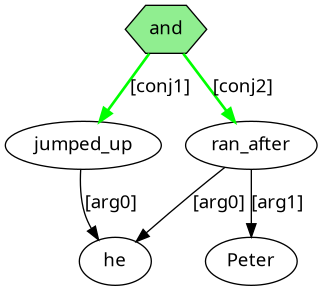 and
[conj1] [conj2]
jumped_up ran_after
[arg0] [arg0] [arg1]
he Peter